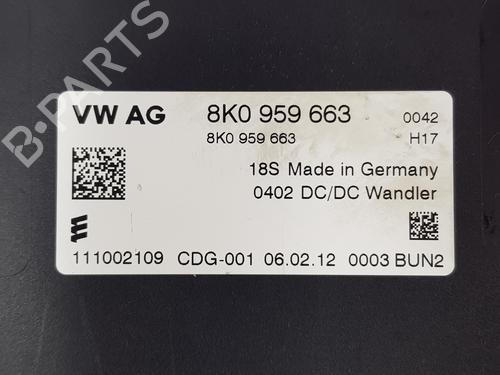 B-PARTS
VW AG 8K0 959 663 0042
8K0 959 663 H17
18S Made in Germany
0402 DC/DC Wandler
111002109 CDG-001 06.02.12 0003 BUN2